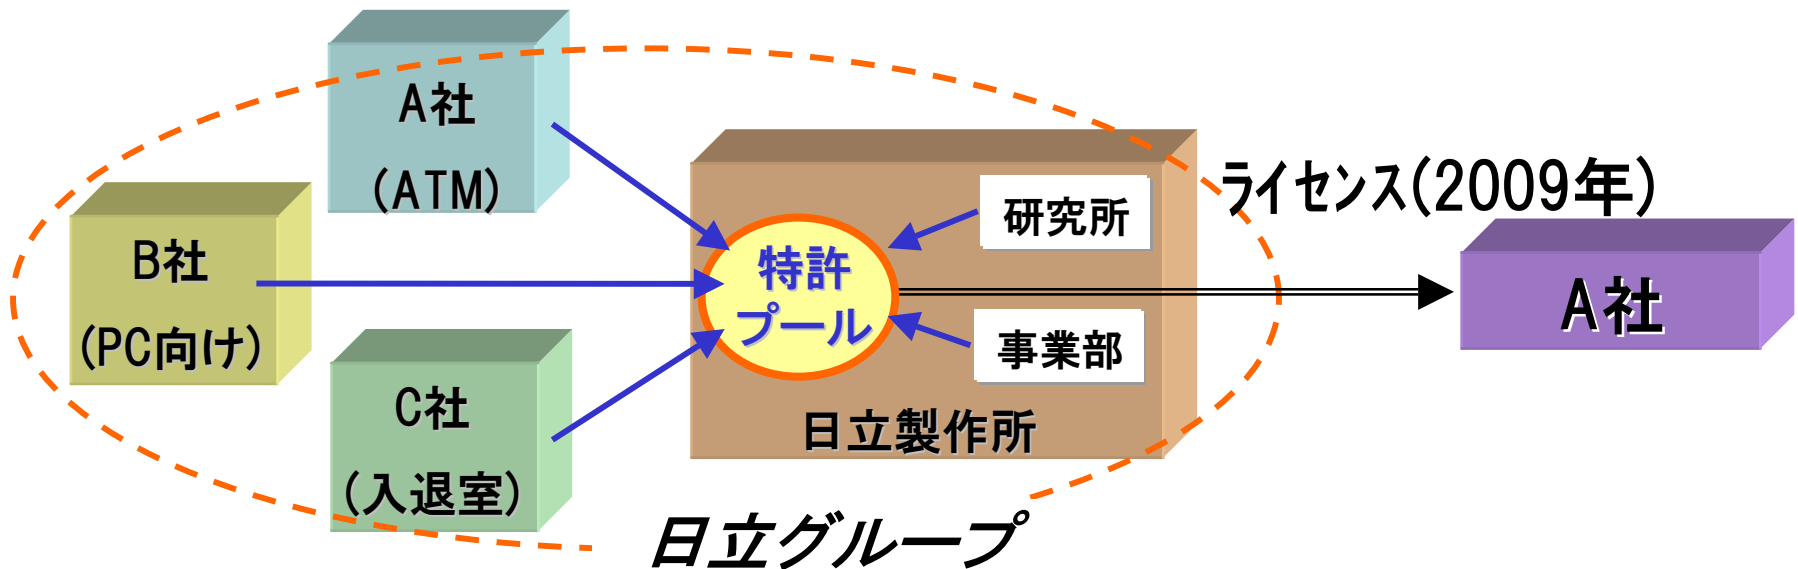 A社
(ATM)
B社
(PC向け)
C社
(入退室)
特許
プール
研究所
事業部
日立製作所
日立グループ
ライセンス(2009年)
A社